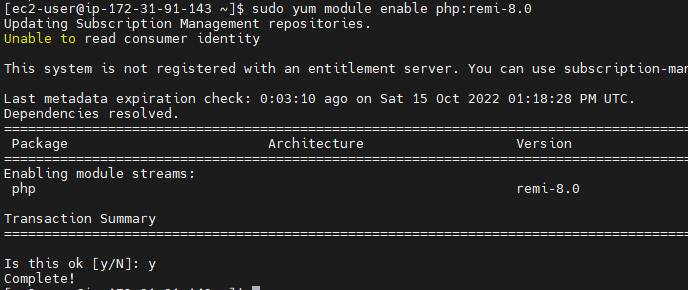 [ec2-user@ip-172-31-91-143 ~]$ sudo yum module enable php:remi-8.0
Updating Subscription Management repositories.
Unable to read consumer identity
This system is not registered with an entitlement server. You can use subscription-man
Last metadata expiration check: 0:03:10 ago on Sat 15 Oct 2022 01:18:28 PM UTC.
Dependencies resolved.
Package Architecture Version
Enabling module streams:
php remi-8.0
Transaction Summary
Is this ok [y/N]: y
Complete!